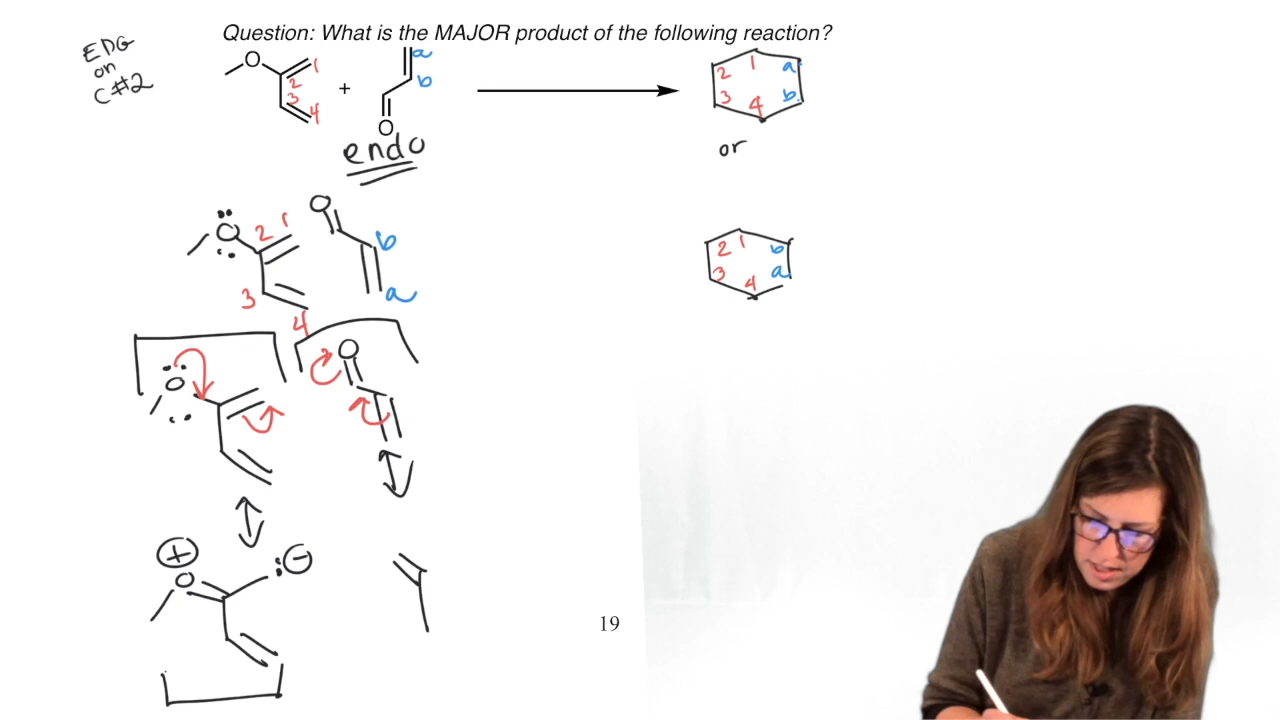 Question: What is the MAJOR product of the following reaction?
EDG
on
C#2
O 1 2 3 4 + a b O
2 1 a
3 4 b
endo
or
O 2 1 O b
3 4 a
2 1 b
3 4 a
O O
⊕ O :⊖
19